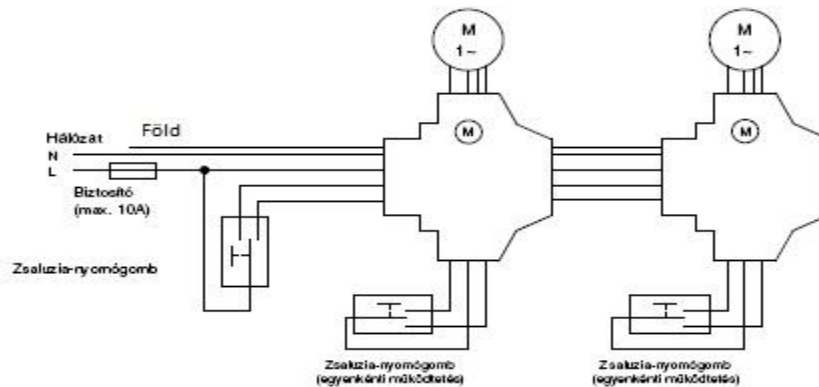 M
1~
M
1~
Hálózat
Föld
N
L
M
M
Biztosító
(max. 10A)
Zsaluzia-nyomógomb
Zsaluzia-nyomógomb
(egyenkénti működtetés)
Zsaluzia-nyomógomb
(egyenkénti működtetés)